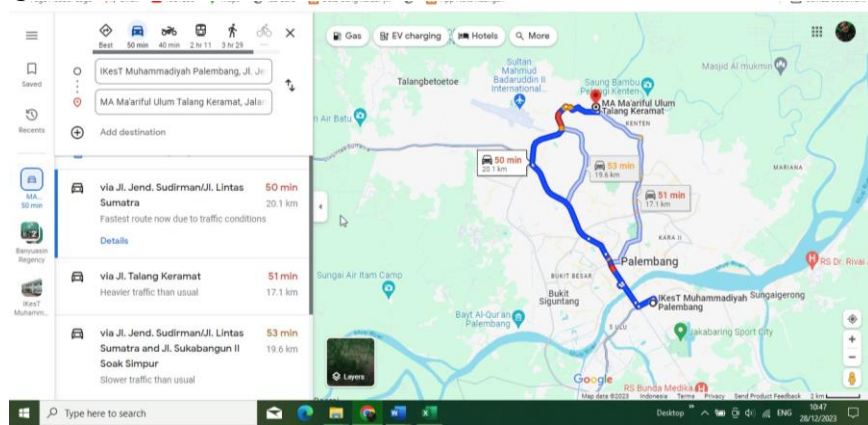 Gas
EV charging
Hotels
More
Best
50 min
40 min
2 hr 11
3 hr 29
Saved
Recents
MA...
50 min
Banyuasin
Regency
IKesT
Muhamm...
IKesT Muhammadiyah Palembang, Jl. Je
MA Ma'ariful Ulum Talang Keramat, Jalar
Add destination
via Jl. Jend. Sudirman/Jl. Lintas
Sumatra
50 min
20.1 km
Fastest route now due to traffic conditions
Details
via Jl. Talang Keramat
51 min
Heavier traffic than usual
17.1 km
via Jl. Jend. Sudirman/Jl. Lintas
Sumatra and Jl. Sukabangun II
Soak Simpur
53 min
19.6 km
Slower traffic than usual
Talangbetoetoe
Sultan
Mahmud
Badaruddin II
International...
Saung Bambu
Kenten
Masjid Al mukmin
MA Ma'ariful Ulum
Talang Keramat
KENTEN
n Air Batu
50 min
20.1 km
53 min
19.6 km
51 min
17.1 km
MARIANA
KARA II
Palembang
RS Dr. Rivai
Sungai Air Itam Camp
BUKIT BESAR
Bukit
Siguntang
IKesT Muhammadiyah
Palembang
Sungaigerong
Bayt Al-Qur'an
Palembang
5 ULU
Jakabaring Sport City
Layers
Google
RS Bunda Medika
Map data ©2023
Indonesia
Terms
Privacy
Send Product Feedback
2 km
Type here to search
Desktop
ENG
10:47
28/12/2023